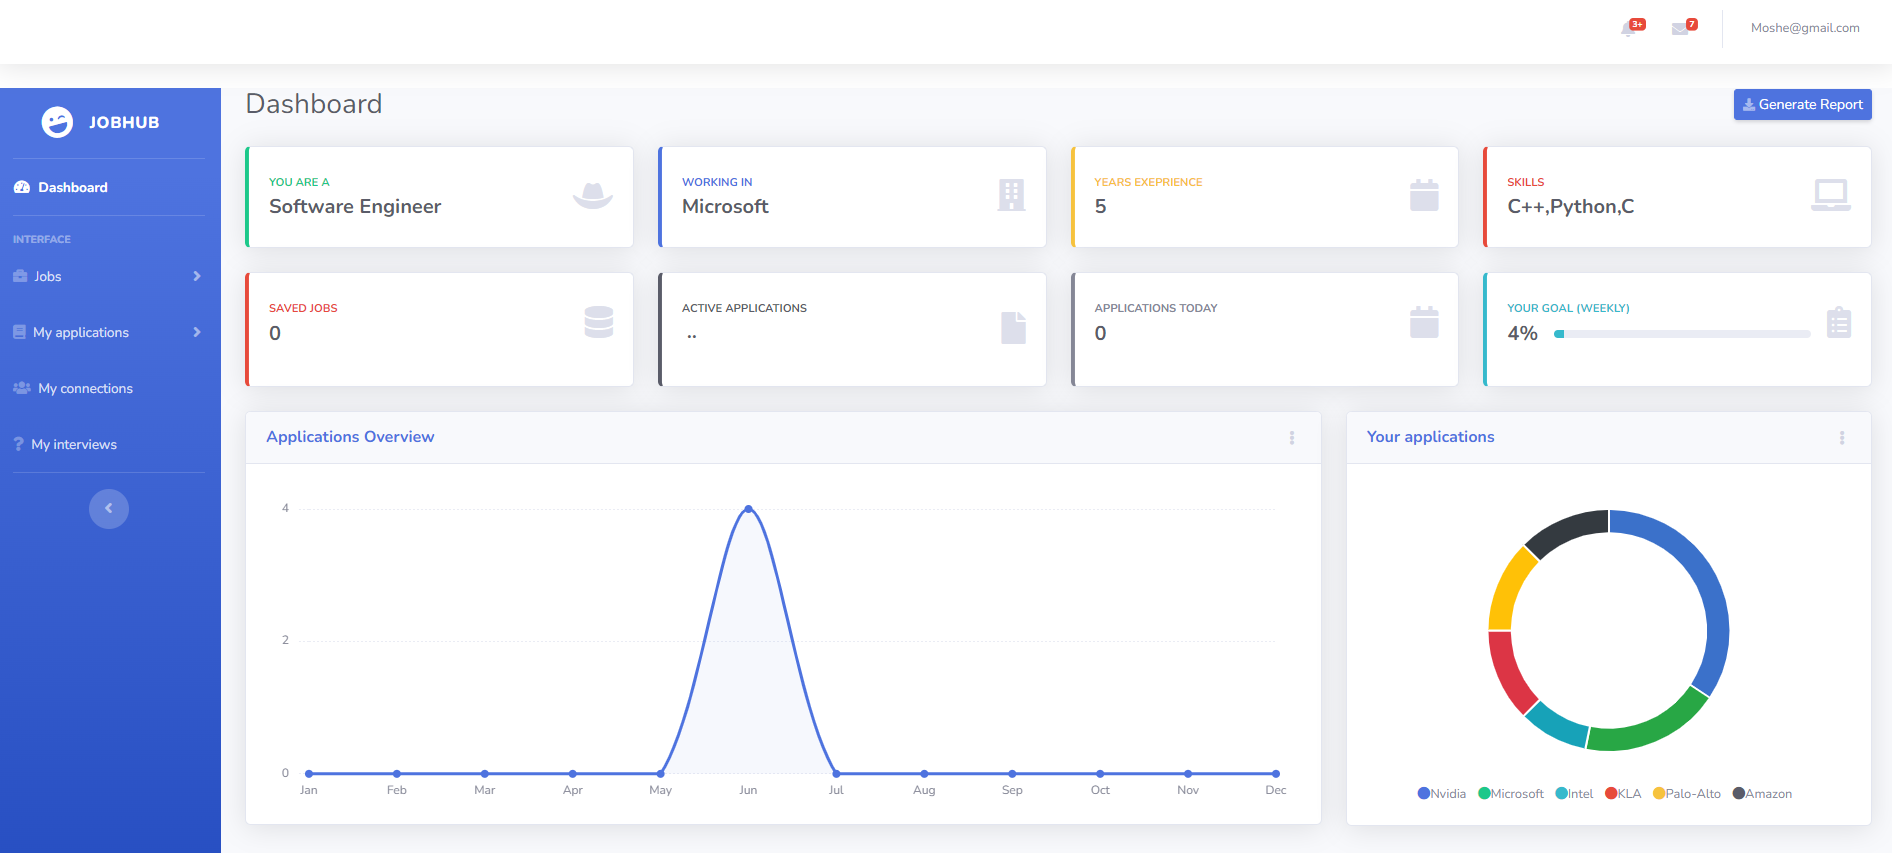 3+ 7 Moshe@gmail.com
JOBHUB
Dashboard
INTERFACE
Jobs
My applications
My connections
My interviews
Dashboard
Generate Report
YOU ARE A
Software Engineer
WORKING IN
Microsoft
YEARS EXEPRIENCE
5
SKILLS
C++,Python,C
SAVED JOBS
0
ACTIVE APPLICATIONS
..
APPLICATIONS TODAY
0
YOUR GOAL (WEEKLY)
4%
Applications Overview
4
2
0
Jan Feb Mar Apr May Jun Jul Aug Sep Oct Nov Dec
Your applications
Nvidia Microsoft Intel KLA Palo-Alto Amazon